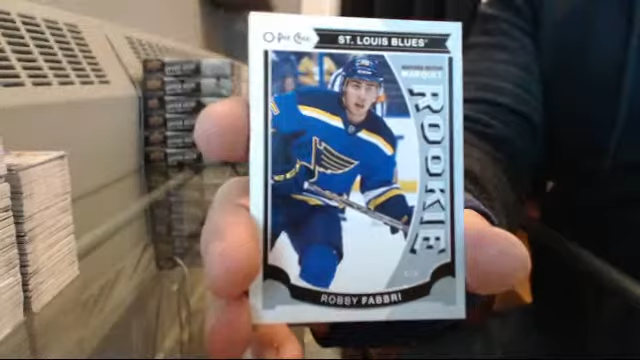 O-Pee-Chee
ST. LOUIS BLUES
MARQUEE
ROOKIE
ROBBY FABBRI